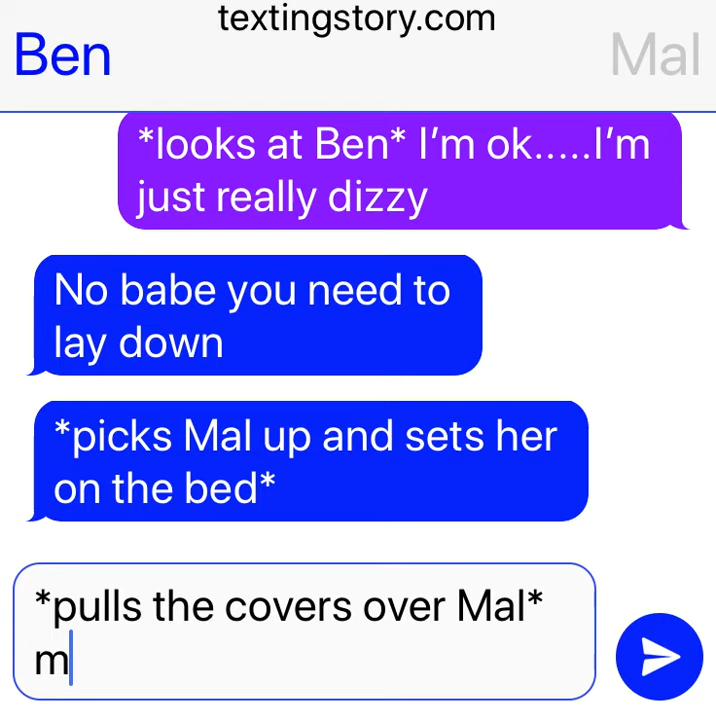 textingstory.com
Ben
Mal
*looks at Ben* I'm ok.....I'm
just really dizzy
No babe you need to
lay down
*picks Mal up and sets her
on the bed*
*pulls the covers over Mal*
m